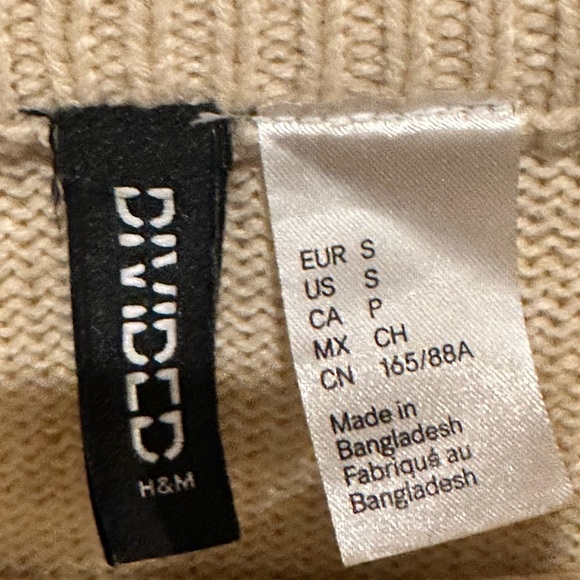 DIVIDED
H&M
EUR S
US S
CA P
MX CH
CN 165/88A
Made in
Bangladesh
Fabriqué au
Bangladesh